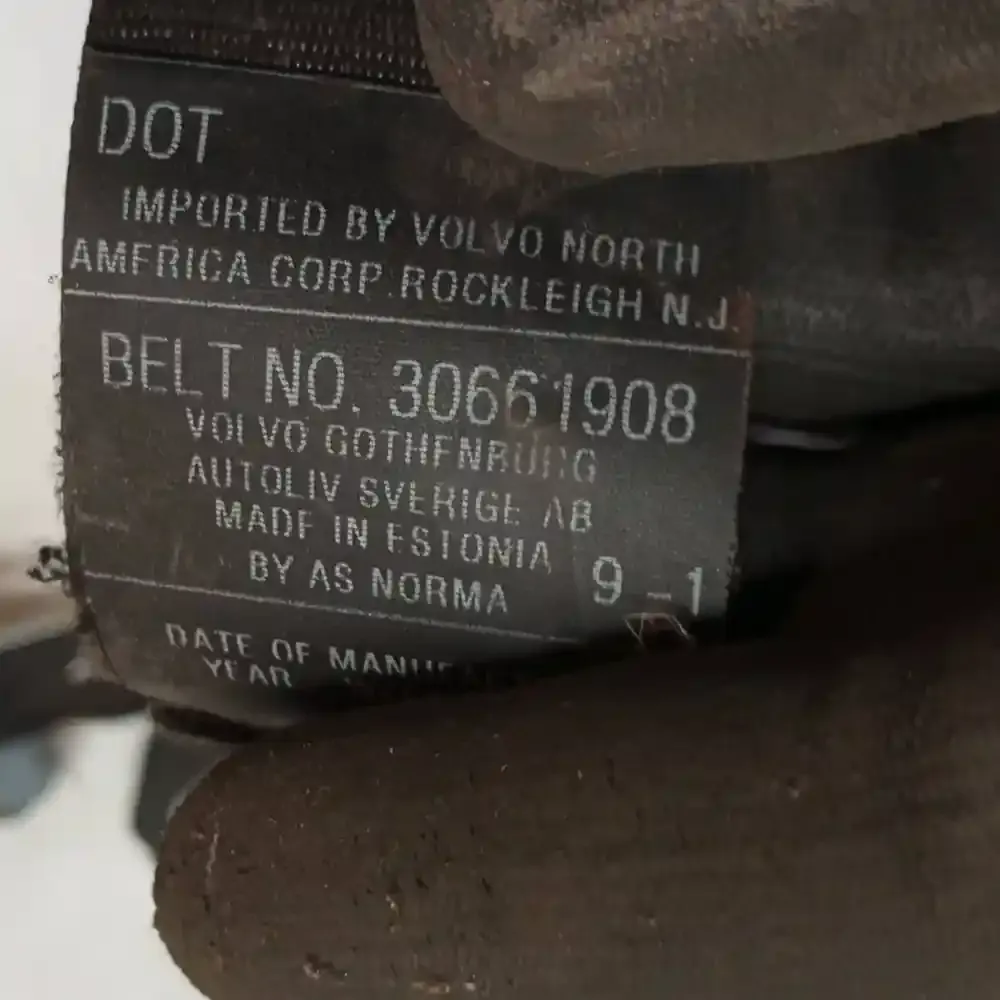 DOT
IMPORTED BY VOLVO NORTH
AMERICA CORP. ROCKLEIGH N.J.
BELT NO. 30661908
VOLVO GOTHENBURG
AUTOLIV SVERIGE AB
MADE IN ESTONIA
BY AS NORMA 9-1
DATE OF
YEAR